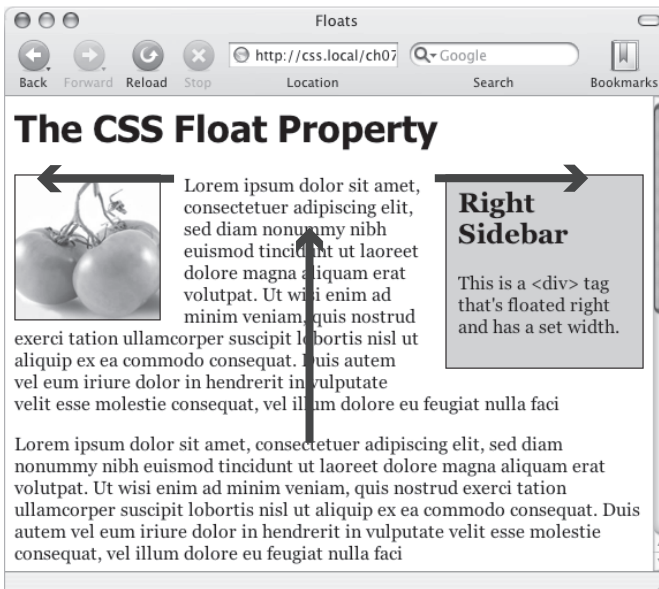 Floats
http://css.local/ch07
Google
Back Forward Reload Stop Location Search Bookmarks
The CSS Float Property
Lorem ipsum dolor sit amet,
consectetuer adipiscing elit,
sed diam nonummy nibh
euismod tincidunt ut laoreet
dolore magna aliquam erat
volutpat. Ut wisi enim ad
minim veniam, quis nostrud
exerci tation ullamcorper suscipit lobortis nisl ut
aliquip ex ea commodo consequat. Duis autem
vel eum iriure dolor in hendrerit in vulputate
velit esse molestie consequat, vel illum dolore eu feugiat nulla faci
Right
Sidebar
This is a <div> tag
that's floated right
and has a set width.
Lorem ipsum dolor sit amet, consectetuer adipiscing elit, sed diam
nonummy nibh euismod tincidunt ut laoreet dolore magna aliquam erat
volutpat. Ut wisi enim ad minim veniam, quis nostrud exerci tation
ullamcorper suscipit lobortis nisl ut aliquip ex ea commodo consequat. Duis
autem vel eum iriure dolor in hendrerit in vulputate velit esse molestie
consequat, vel illum dolore eu feugiat nulla faci